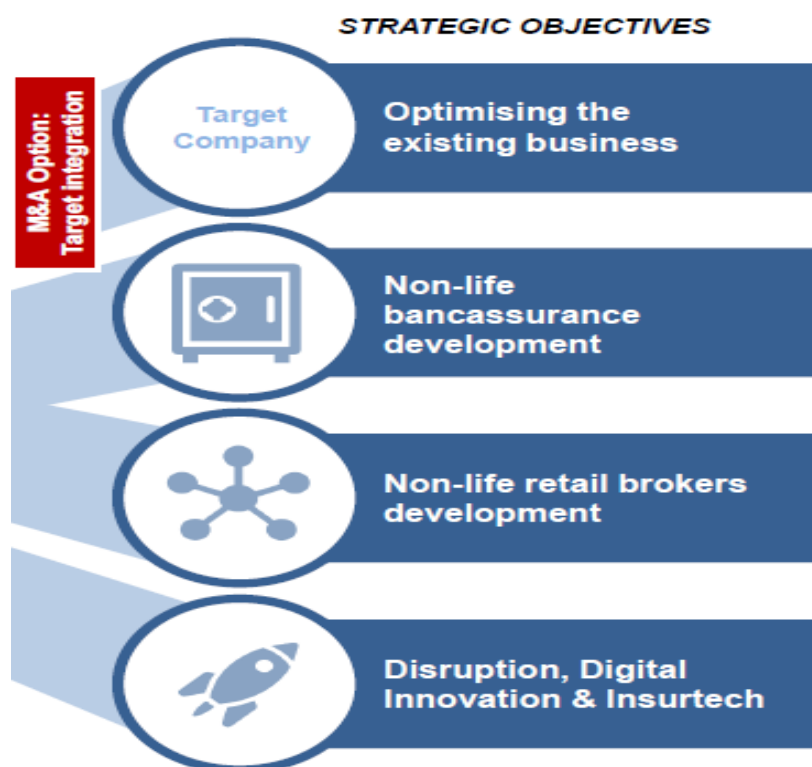 STRATEGIC OBJECTIVES
M&A Option:
Target integration
Target
Company
Optimising the
existing business
Non-life
bancassurance
development
Non-life retail brokers
development
Disruption, Digital
Innovation & Insurtech